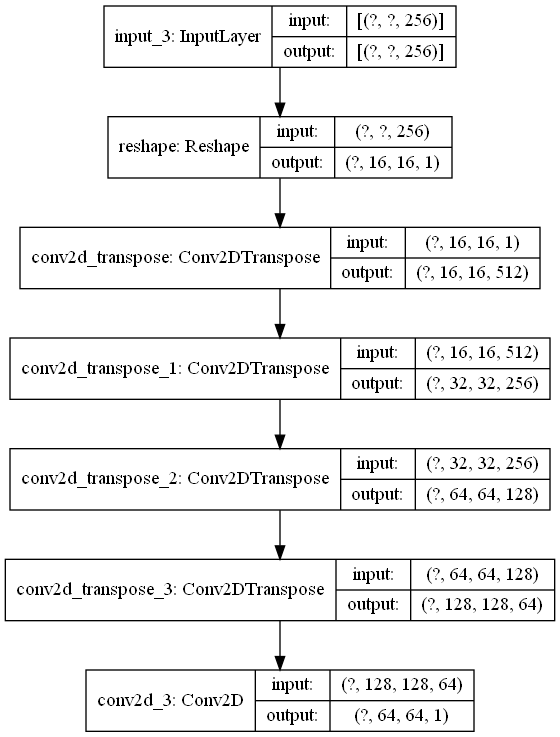 input_3: InputLayer
input: [(?, ?, 256)]
output: [(?, ?, 256)]
reshape: Reshape
input: (?, ?, 256)
output: (?, 16, 16, 1)
conv2d_transpose: Conv2DTranspose
input: (?, 16, 16, 1)
output: (?, 16, 16, 512)
conv2d_transpose_1: Conv2DTranspose
input: (?, 16, 16, 512)
output: (?, 32, 32, 256)
conv2d_transpose_2: Conv2DTranspose
input: (?, 32, 32, 256)
output: (?, 64, 64, 128)
conv2d_transpose_3: Conv2DTranspose
input: (?, 64, 64, 128)
output: (?, 128, 128, 64)
conv2d_3: Conv2D
input: (?, 128, 128, 64)
output: (?, 64, 64, 1)